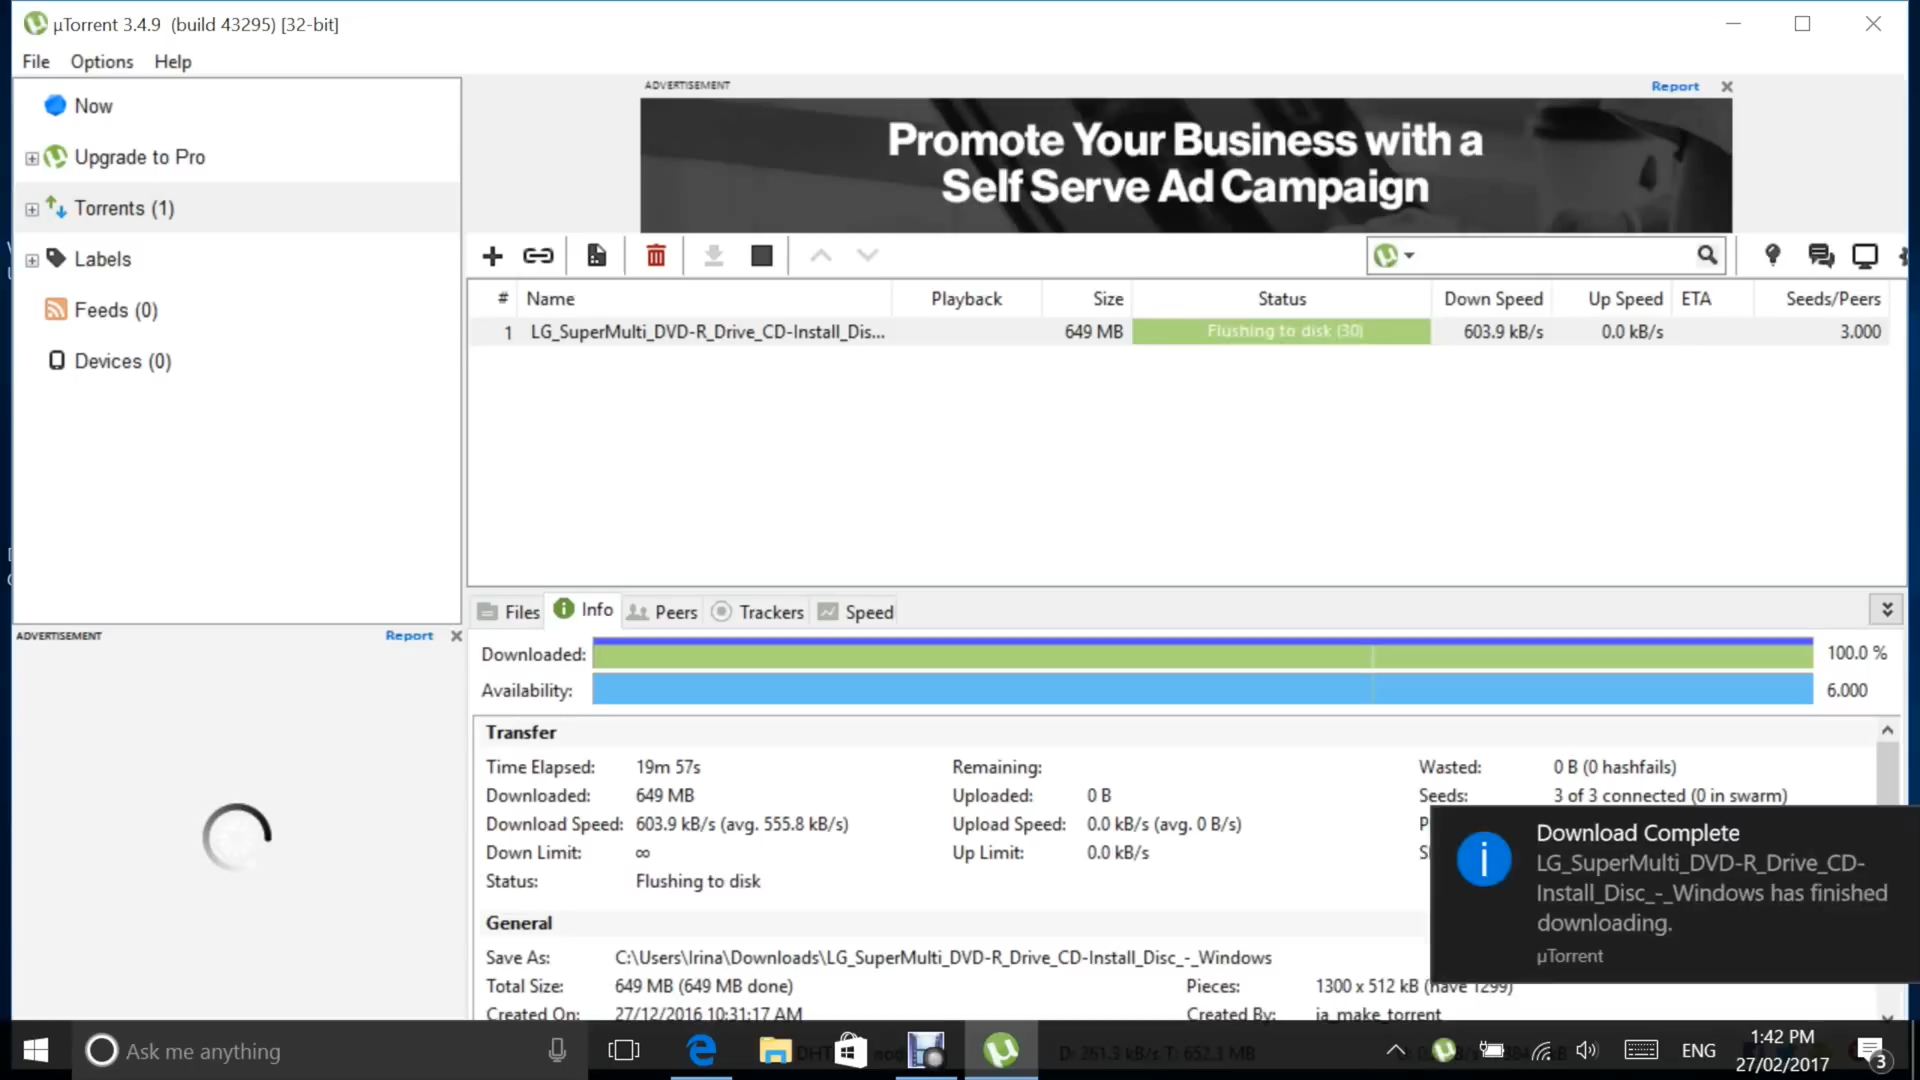 µTorrent 3.4.9 (build 43295) [32-bit]
File Options Help
Now
Upgrade to Pro
Torrents (1)
Labels
Feeds (0)
Devices (0)
ADVERTISEMENT Report
Promote Your Business with a
Self Serve Ad Campaign
# Name Playback Size Status Down Speed Up Speed ETA Seeds/Peers
1 LG_SuperMulti_DVD-R_Drive_CD-Install_Dis... 649 MB Flushing to disk (30) 603.9 kB/s 0.0 kB/s 3.000
Files Info Peers Trackers Speed
ADVERTISEMENT Report
Downloaded: 100.0 %
Availability: 6.000
Transfer
Time Elapsed: 19m 57s Remaining: Wasted: 0 B (0 hashfails)
Downloaded: 649 MB Uploaded: 0 B Seeds: 3 of 3 connected (0 in swarm)
Download Speed: 603.9 kB/s (avg. 555.8 kB/s) Upload Speed: 0.0 kB/s (avg. 0 B/s)
Down Limit: ∞ Up Limit: 0.0 kB/s
Status: Flushing to disk
General
Save As: C:\Users\Irina\Downloads\LG_SuperMulti_DVD-R_Drive_CD-Install_Disc_-_Windows
Total Size: 649 MB (649 MB done) Pieces: 1300 x 512 kB (have 1299)
Created On: 27/12/2016 10:31:17 AM Created By: ia_make_torrent
Download Complete
LG_SuperMulti_DVD-R_Drive_CD-
Install_Disc_-_Windows has finished
downloading.
µTorrent
Ask me anything
D: 261.3 kB/s T: 652.1 MB
ENG
1:42 PM
27/02/2017
3